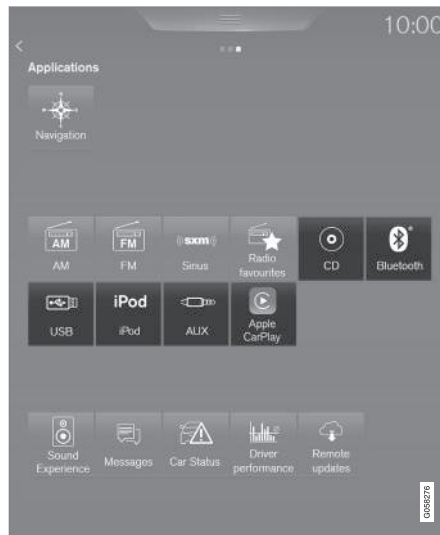 10:00
Applications
Navigation
AM FM sxm
AM FM Sirius Radio favourites CD Bluetooth
iPod
USB iPod AUX Apple CarPlay
Sound Experience Messages Car Status Driver performance Remote updates
G058276